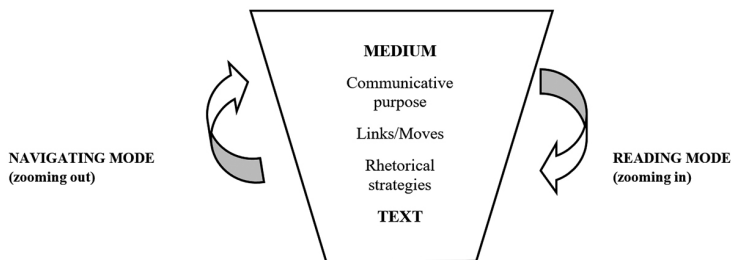 MEDIUM
Communicative
purpose
Links/Moves
Rhetorical
strategies
TEXT
NAVIGATING MODE
(zooming out)
READING MODE
(zooming in)